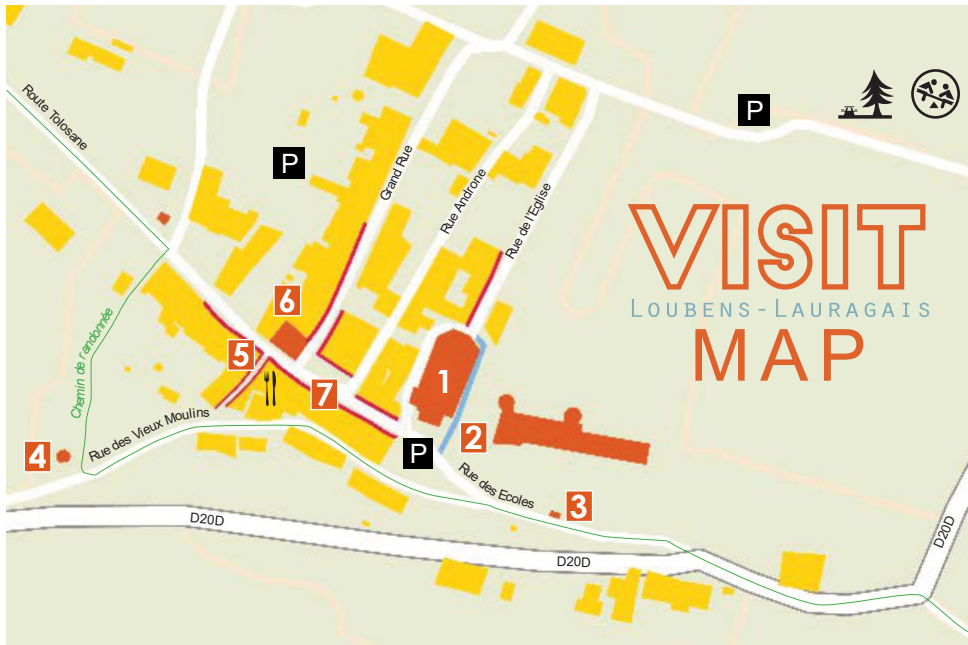 Route Tolosane
P
Grand Rue
Rue Androne
Rue de l'Eglise
P
VISIT
LOUBENS-LAURAGAIS
MAP
6
5
7
1
2
Chemin de randonnée
Rue des Vieux Moulins
4
P
Rue des Ecoles
3
D20D
D20D
D20D